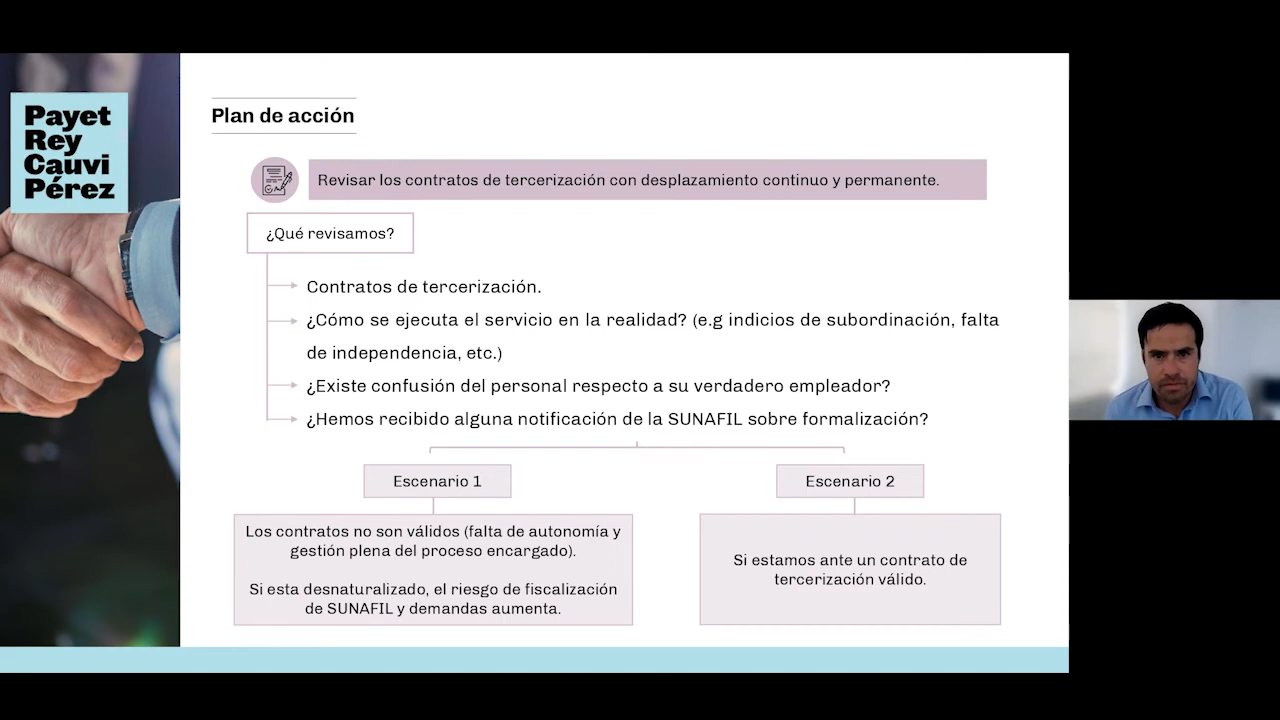 Payet
Rey
Cauvi
Pérez
Plan de acción
Revisar los contratos de tercerización con desplazamiento continuo y permanente.
¿Qué revisamos?
Contratos de tercerización.
¿Cómo se ejecuta el servicio en la realidad? (e.g indicios de subordinación, falta
de independencia, etc.)
¿Existe confusión del personal respecto a su verdadero empleador?
¿Hemos recibido alguna notificación de la SUNAFIL sobre formalización?
Escenario 1
Los contratos no son válidos (falta de autonomía y
gestión plena del proceso encargado).
Si esta desnaturalizado, el riesgo de fiscalización
de SUNAFIL y demandas aumenta.
Escenario 2
Si estamos ante un contrato de
tercerización válido.